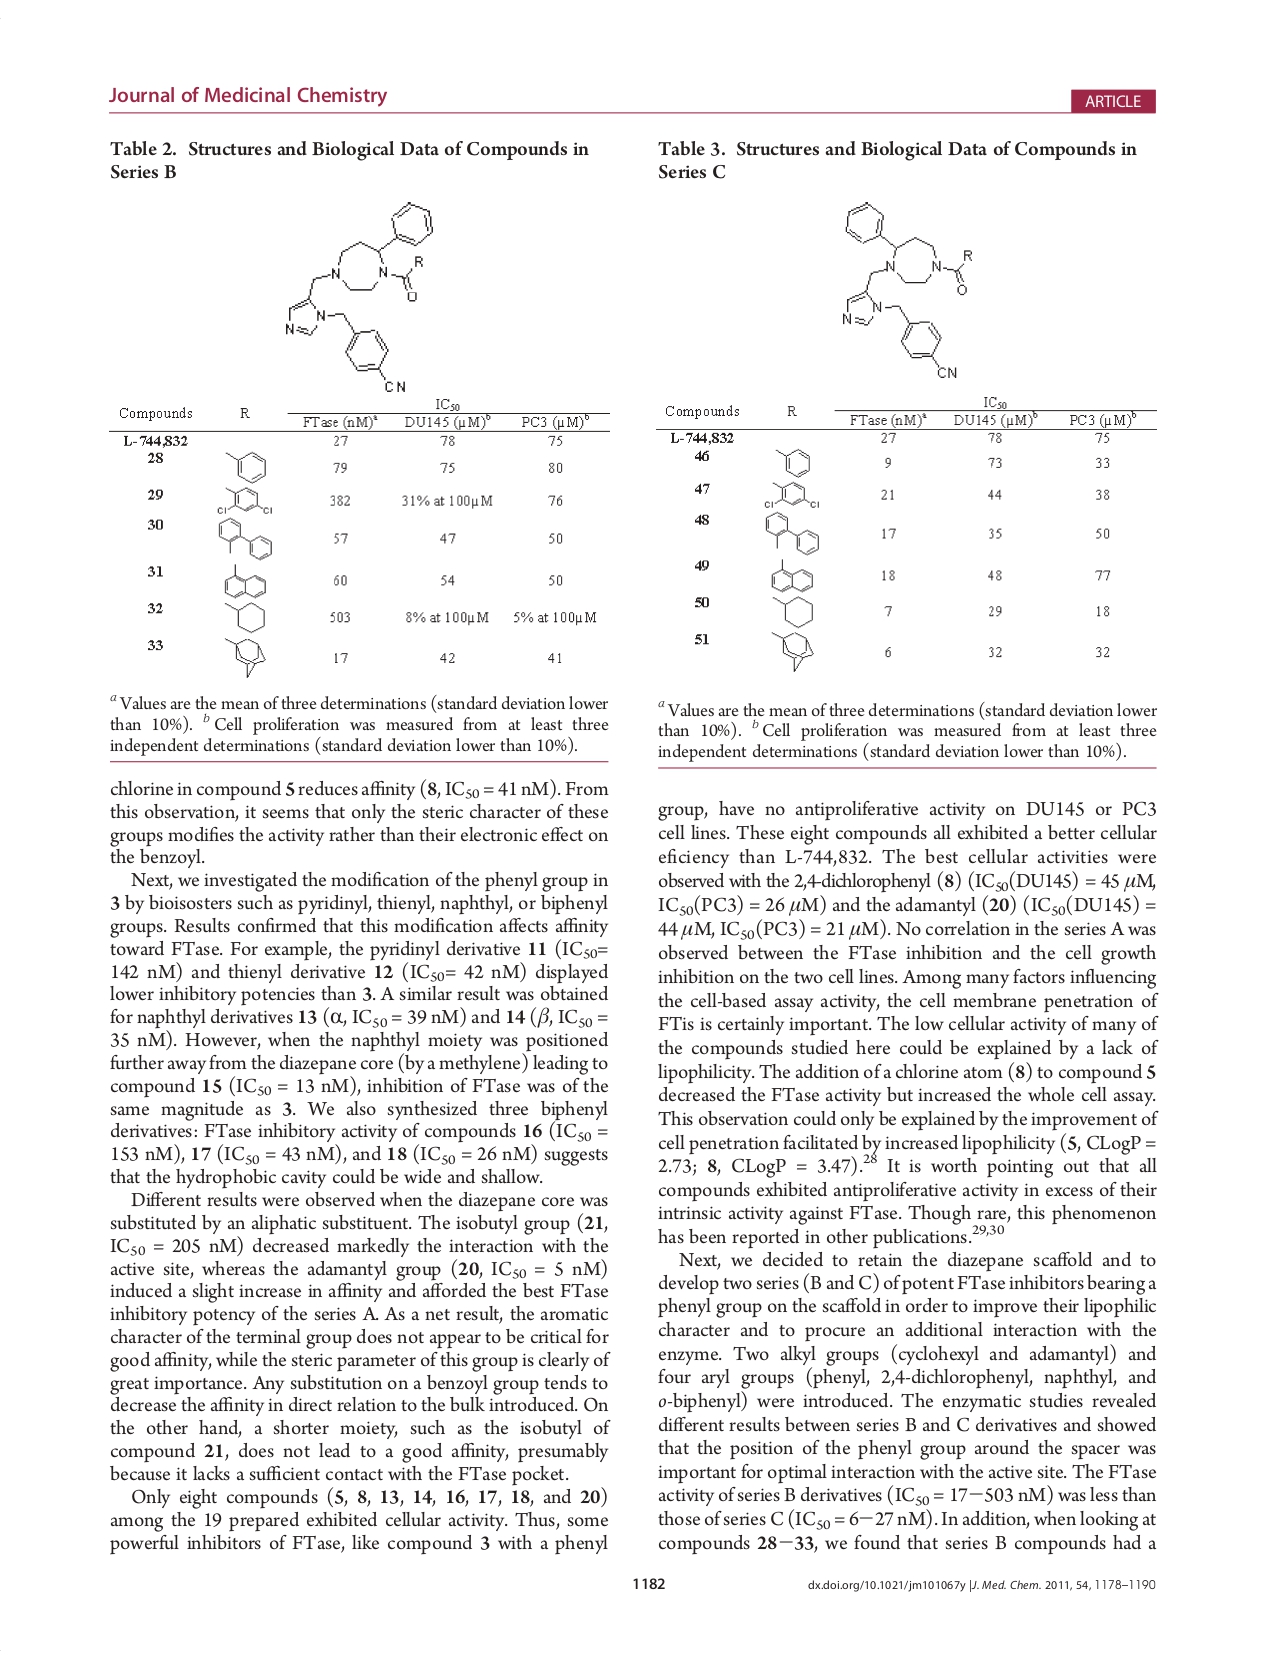 Journal of Medicinal Chemistry
ARTICLE
Table 2. Structures and Biological Data of Compounds in
Series B
R
N
N
O
N
N
CN
IC50
Compounds R FTase (nM)a DU145 (μM)b PC3 (μM)b
L-744,832 27 78 75
28 79 75 80
29 Cl Cl 382 31% at 100μM 76
30 57 47 50
31 60 54 50
32 503 8% at 100μM 5% at 100μM
33 17 42 41
a Values are the mean of three determinations (standard deviation lower
than 10%). b Cell proliferation was measured from at least three
independent determinations (standard deviation lower than 10%).
chlorine in compound 5 reduces affinity (8, IC50 = 41 nM). From
this observation, it seems that only the steric character of these
groups modifies the activity rather than their electronic effect on
the benzoyl.
Next, we investigated the modification of the phenyl group in
3 by bioisosters such as pyridinyl, thienyl, naphthyl, or biphenyl
groups. Results confirmed that this modification affects affinity
toward FTase. For example, the pyridinyl derivative 11 (IC50=
142 nM) and thienyl derivative 12 (IC50= 42 nM) displayed
lower inhibitory potencies than 3. A similar result was obtained
for naphthyl derivatives 13 (α, IC50 = 39 nM) and 14 (β, IC50 =
35 nM). However, when the naphthyl moiety was positioned
further away from the diazepane core (by a methylene) leading to
compound 15 (IC50 = 13 nM), inhibition of FTase was of the
same magnitude as 3. We also synthesized three biphenyl
derivatives: FTase inhibitory activity of compounds 16 (IC50 =
153 nM), 17 (IC50 = 43 nM), and 18 (IC50 = 26 nM) suggests
that the hydrophobic cavity could be wide and shallow.
Different results were observed when the diazepane core was
substituted by an aliphatic substituent. The isobutyl group (21,
IC50 = 205 nM) decreased markedly the interaction with the
active site, whereas the adamantyl group (20, IC50 = 5 nM)
induced a slight increase in affinity and afforded the best FTase
inhibitory potency of the series A. As a net result, the aromatic
character of the terminal group does not appear to be critical for
good affinity, while the steric parameter of this group is clearly of
great importance. Any substitution on a benzoyl group tends to
decrease the affinity in direct relation to the bulk introduced. On
the other hand, a shorter moiety, such as the isobutyl of
compound 21, does not lead to a good affinity, presumably
because it lacks a sufficient contact with the FTase pocket.
Only eight compounds (5, 8, 13, 14, 16, 17, 18, and 20)
among the 19 prepared exhibited cellular activity. Thus, some
powerful inhibitors of FTase, like compound 3 with a phenyl
Table 3. Structures and Biological Data of Compounds in
Series C
R
N
N
O
N
N
CN
IC50
Compounds R FTase (nM)a DU145 (μM)b PC3 (μM)b
L-744,832 27 78 75
46 9 73 33
47 Cl Cl 21 44 38
48 17 35 50
49 18 48 77
50 7 29 18
51 6 32 32
a Values are the mean of three determinations (standard deviation lower
than 10%). b Cell proliferation was measured from at least three
independent determinations (standard deviation lower than 10%).
group, have no antiproliferative activity on DU145 or PC3
cell lines. These eight compounds all exhibited a better cellular
eficiency than L-744,832. The best cellular activities were
observed with the 2,4-dichlorophenyl (8) (IC50(DU145) = 45 μM,
IC50(PC3) = 26 μM) and the adamantyl (20) (IC50(DU145) =
44 μM, IC50(PC3) = 21 μM). No correlation in the series A was
observed between the FTase inhibition and the cell growth
inhibition on the two cell lines. Among many factors influencing
the cell-based assay activity, the cell membrane penetration of
FTis is certainly important. The low cellular activity of many of
the compounds studied here could be explained by a lack of
lipophilicity. The addition of a chlorine atom (8) to compound 5
decreased the FTase activity but increased the whole cell assay.
This observation could only be explained by the improvement of
cell penetration facilitated by increased lipophilicity (5, CLogP =
2.73; 8, CLogP = 3.47).28 It is worth pointing out that all
compounds exhibited antiproliferative activity in excess of their
intrinsic activity against FTase. Though rare, this phenomenon
has been reported in other publications.29,30
Next, we decided to retain the diazepane scaffold and to
develop two series (B and C) of potent FTase inhibitors bearing a
phenyl group on the scaffold in order to improve their lipophilic
character and to procure an additional interaction with the
enzyme. Two alkyl groups (cyclohexyl and adamantyl) and
four aryl groups (phenyl, 2,4-dichlorophenyl, naphthyl, and
o-biphenyl) were introduced. The enzymatic studies revealed
different results between series B and C derivatives and showed
that the position of the phenyl group around the spacer was
important for optimal interaction with the active site. The FTase
activity of series B derivatives (IC50 = 17−503 nM) was less than
those of series C (IC50 = 6−27 nM). In addition, when looking at
compounds 28−33, we found that series B compounds had a
1182
dx.doi.org/10.1021/jm101067y |J. Med. Chem. 2011, 54, 1178–1190